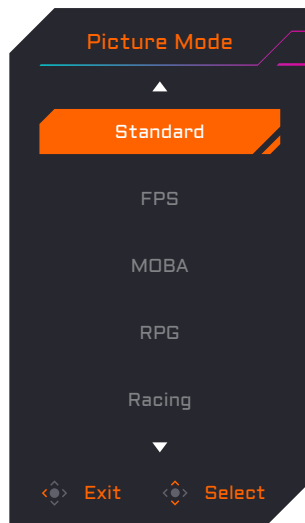 Picture Mode
Standard
FPS
MOBA
RPG
Racing
Exit Select